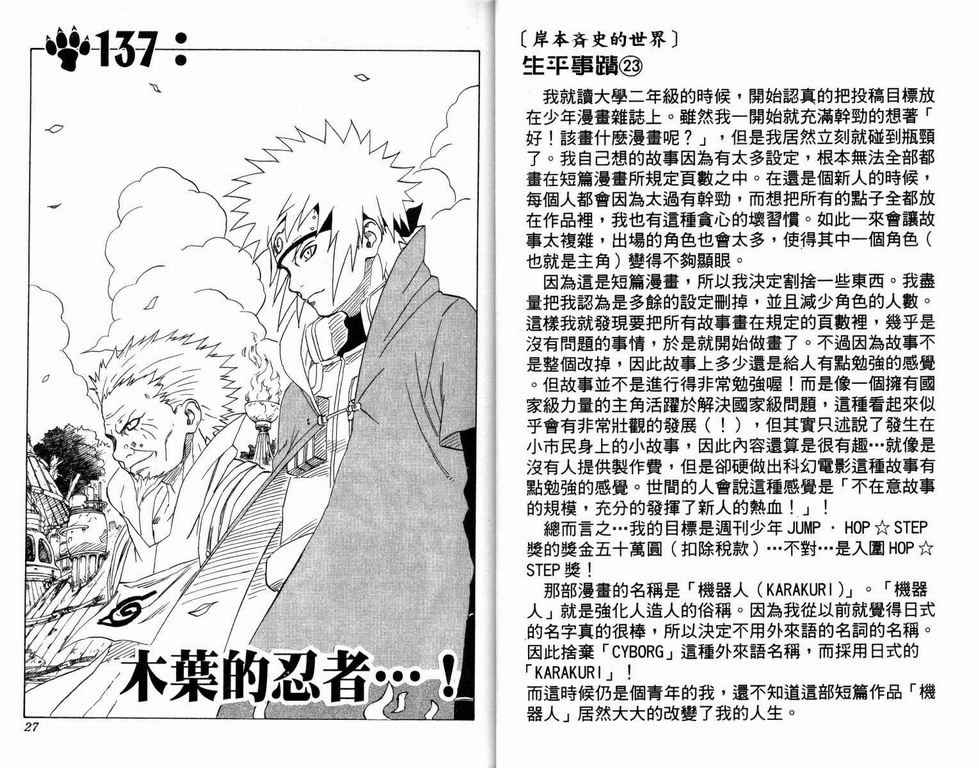 137：
木葉的忍者…！
27
〔岸本斉史的世界〕
生平事蹟㉓
我就讀大學二年級的時候，開始認真的把投稿目標放
在少年漫畫雜誌上。雖然我一開始就充滿幹勁的想著「
好！該畫什麼漫畫呢？」，但是我居然立刻就碰到瓶頸
了。我自己想的故事因為有太多設定，根本無法全部都
畫在短篇漫畫所規定頁數之中。在還是個新人的時候，
每個人都會因為太過有幹勁，而想把所有的點子全都放
在作品裡，我也有這種貪心的壞習慣。如此一來會讓故
事太複雜，出場的角色也會太多，使得其中一個角色（
也就是主角）變得不夠顯眼。
因為這是短篇漫畫，所以我決定割捨一些東西。我盡
量把我認為是多餘的設定刪掉，並且減少角色的人數。
這樣我就發現要把所有故事畫在規定的頁數裡，幾乎是
沒有問題的事情，於是就開始做畫了。不過因為故事不
是整個改掉，因此故事上多少還是給人有點勉強的感覺
。但故事並不是進行得非常勉強喔！而是像一個擁有國
家級力量的主角活躍於解決國家級問題，這種看起來似
乎會有非常壯觀的發展（！），但其實只述說了發生在
小市民身上的小故事，因此內容還算是很有趣…就像是
沒有人提供製作費，但是卻硬做出科幻電影這種故事有
點勉強的感覺。世間的人會說這種感覺是「不在意故事
的規模，充分的發揮了新人的熱血！」！
總而言之…我的目標是週刊少年 JUMP．HOP☆STEP
獎的獎金五十萬圓（扣除稅款）…不對…是入圍HOP☆
STEP獎！
那部漫畫的名稱是「機器人（KARAKURI）」。「機器
人」就是強化人造人的俗稱。因為我從以前就覺得日式
的名字真的很棒，所以決定不用外來語的名詞的名稱。
因此捨棄「CYBORG」這種外來語名稱，而採用日式的
「KARAKURI」！
而這時候仍是個青年的我，還不知道這部短篇作品「機
器人」居然大大的改變了我的人生。